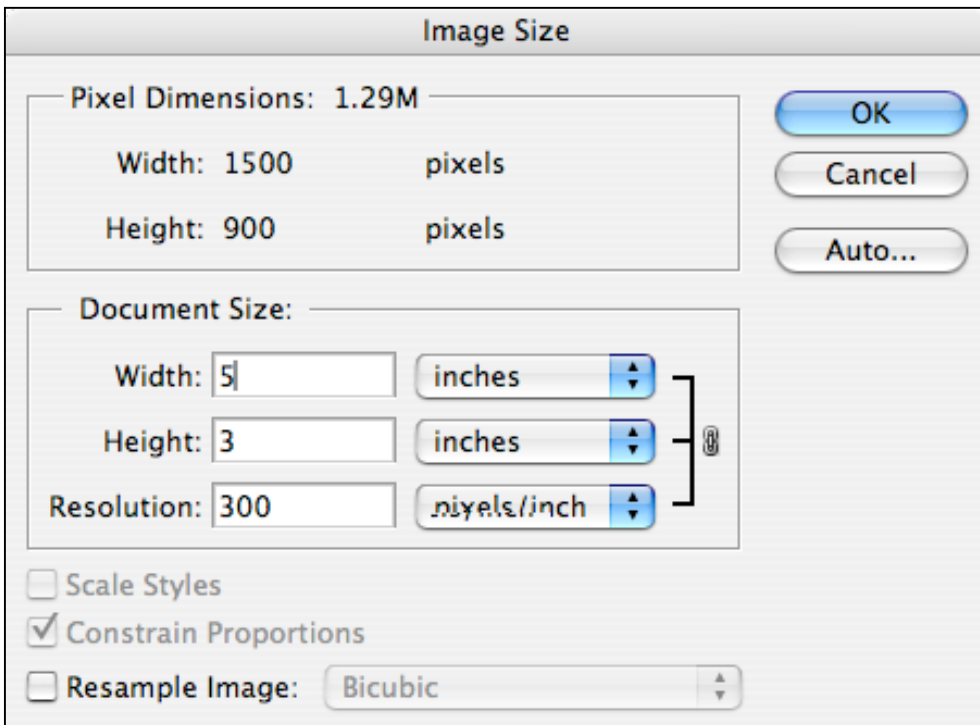 Image Size
Pixel Dimensions: 1.29M
Width: 1500 pixels
Height: 900 pixels
OK
Cancel
Auto...
Document Size:
Width: 5 inches
Height: 3 inches
Resolution: 300 pixels/inch
Scale Styles
Constrain Proportions
Resample Image: Bicubic